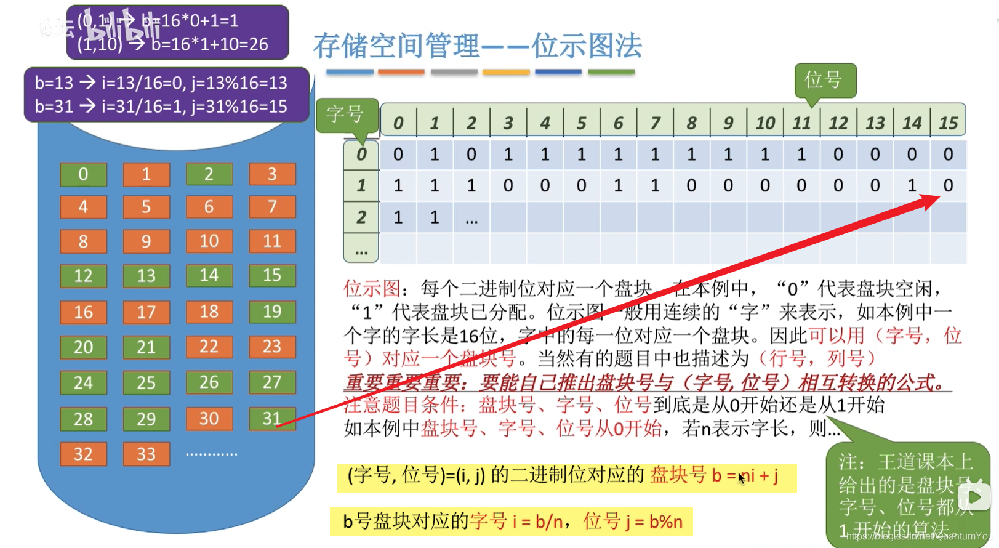 论坛 bilibili
(0,1) → b=16*0+1=1
(1,10) → b=16*1+10=26
存储空间管理——位示图法
b=13 → i=13/16=0, j=13%16=13
b=31 → i=31/16=1, j=31%16=15
位号
字号
0 1 2 3 4 5 6 7 8 9 10 11 12 13 14 15
0 0 1 0 1 1 1 1 1 1 1 1 1 0 0 0 0
1 1 1 1 0 0 0 1 1 0 0 0 0 0 0 1 0
2 1 1 ...
...
0 1 2 3
4 5 6 7
8 9 10 11
12 13 14 15
16 17 18 19
20 21 22 23
24 25 26 27
28 29 30 31
32 33 …………
位示图：每个二进制位对应一个盘块。在本例中，“0”代表盘块空闲，
“1”代表盘块已分配。位示图一般用连续的“字”来表示，如本例中一
个字的字长是16位，字中的每一位对应一个盘块。因此可以用（字号，位
号）对应一个盘块号。当然有的题目中也描述为（行号，列号）
重要重要重要：要能自己推出盘块号与（字号, 位号）相互转换的公式。
注意题目条件：盘块号、字号、位号到底是从0开始还是从1开始
如本例中盘块号、字号、位号从0开始，若n表示字长，则...
(字号, 位号)=(i, j) 的二进制位对应的 盘块号 b = ni + j
b号盘块对应的字号 i = b/n，位号 j = b%n
注：王道课本上
给出的是盘块号、
字号、位号都从
1 开始的算法。
https://blog.csdn.net/QuantumYou